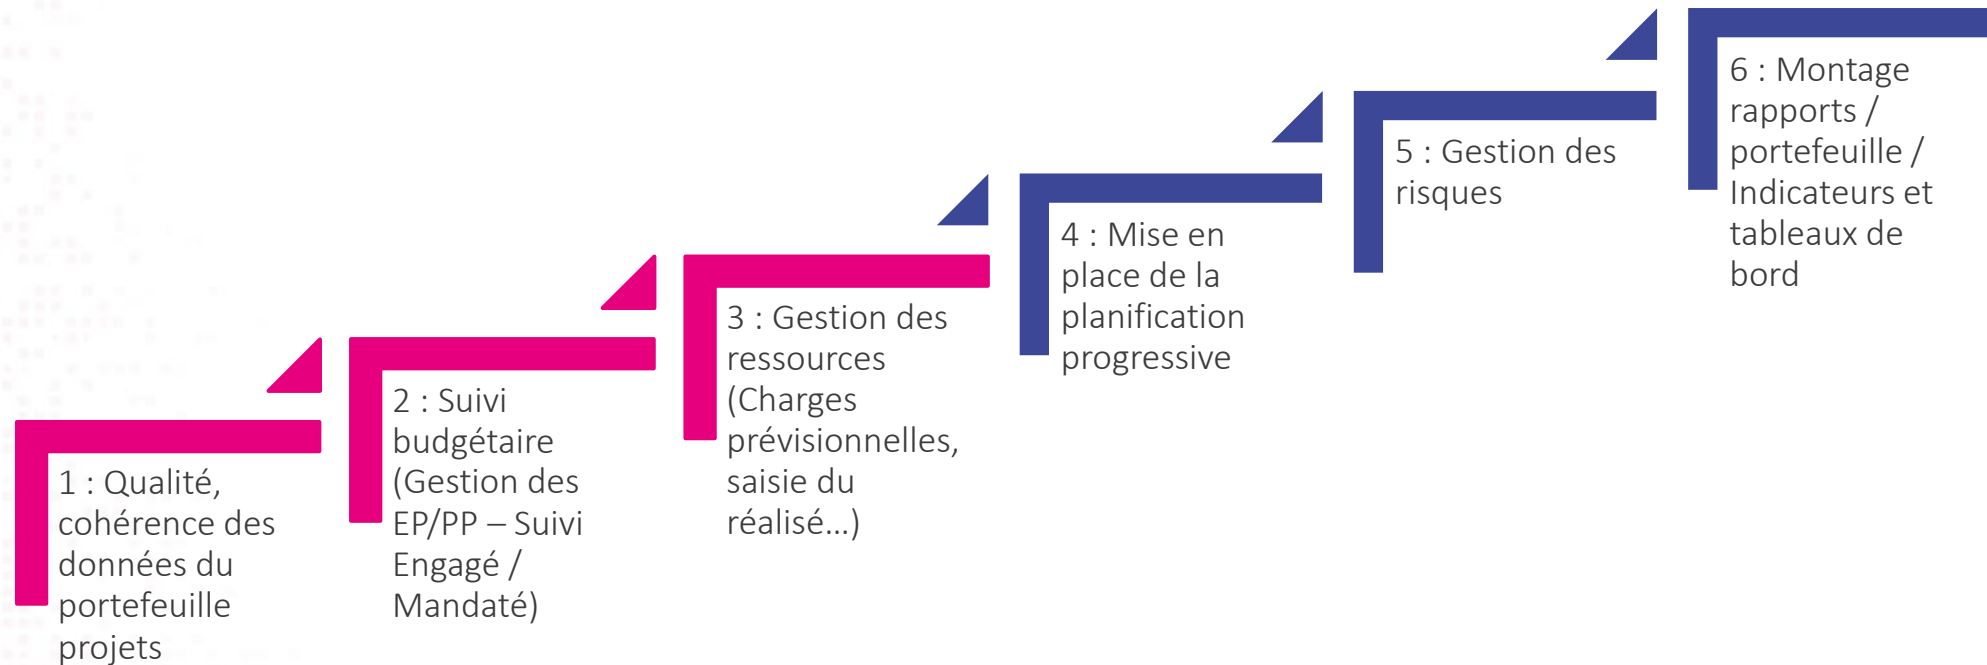 1 : Qualité,
cohérence des
données du
portefeuille
projets
2 : Suivi
budgétaire
(Gestion des
EP/PP – Suivi
Engagé /
Mandaté)
3 : Gestion des
ressources
(Charges
prévisionnelles,
saisie du
réalisé…)
4 : Mise en
place de la
planification
progressive
5 : Gestion des
risques
6 : Montage
rapports /
portefeuille /
Indicateurs et
tableaux de
bord